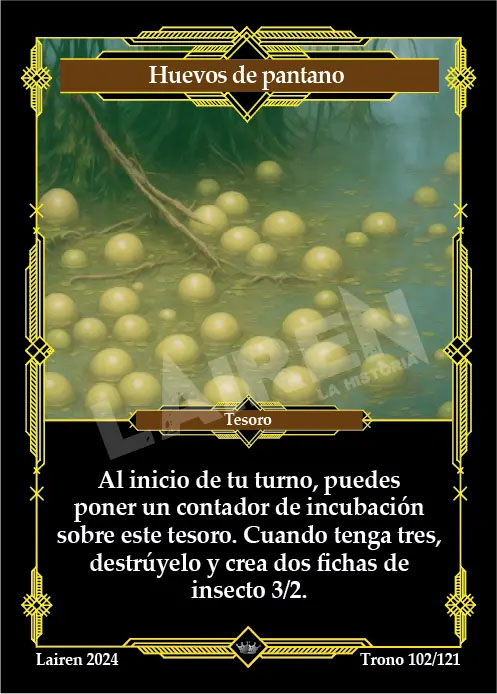 Huevos de pantano
LAIREN
LA HISTORIA
Tesoro
Al inicio de tu turno, puedes
poner un contador de incubación
sobre este tesoro. Cuando tenga tres,
destrúyelo y crea dos fichas de
insecto 3/2.
Lairen 2024
Trono 102/121